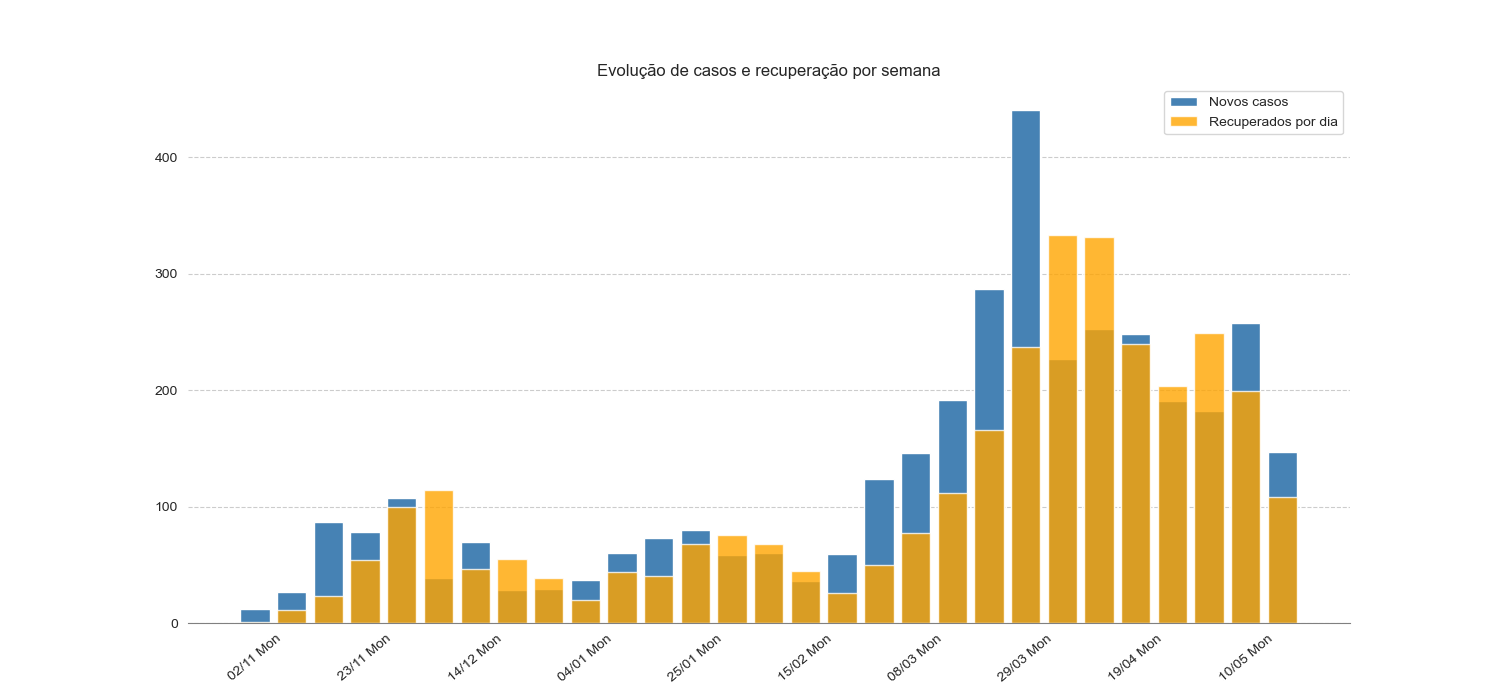 Evolução de casos e recuperação por semana
Novos casos
Recuperados por dia
400
300
200
100
0
02/11 Mon
23/11 Mon
14/12 Mon
04/01 Mon
25/01 Mon
15/02 Mon
08/03 Mon
29/03 Mon
19/04 Mon
10/05 Mon